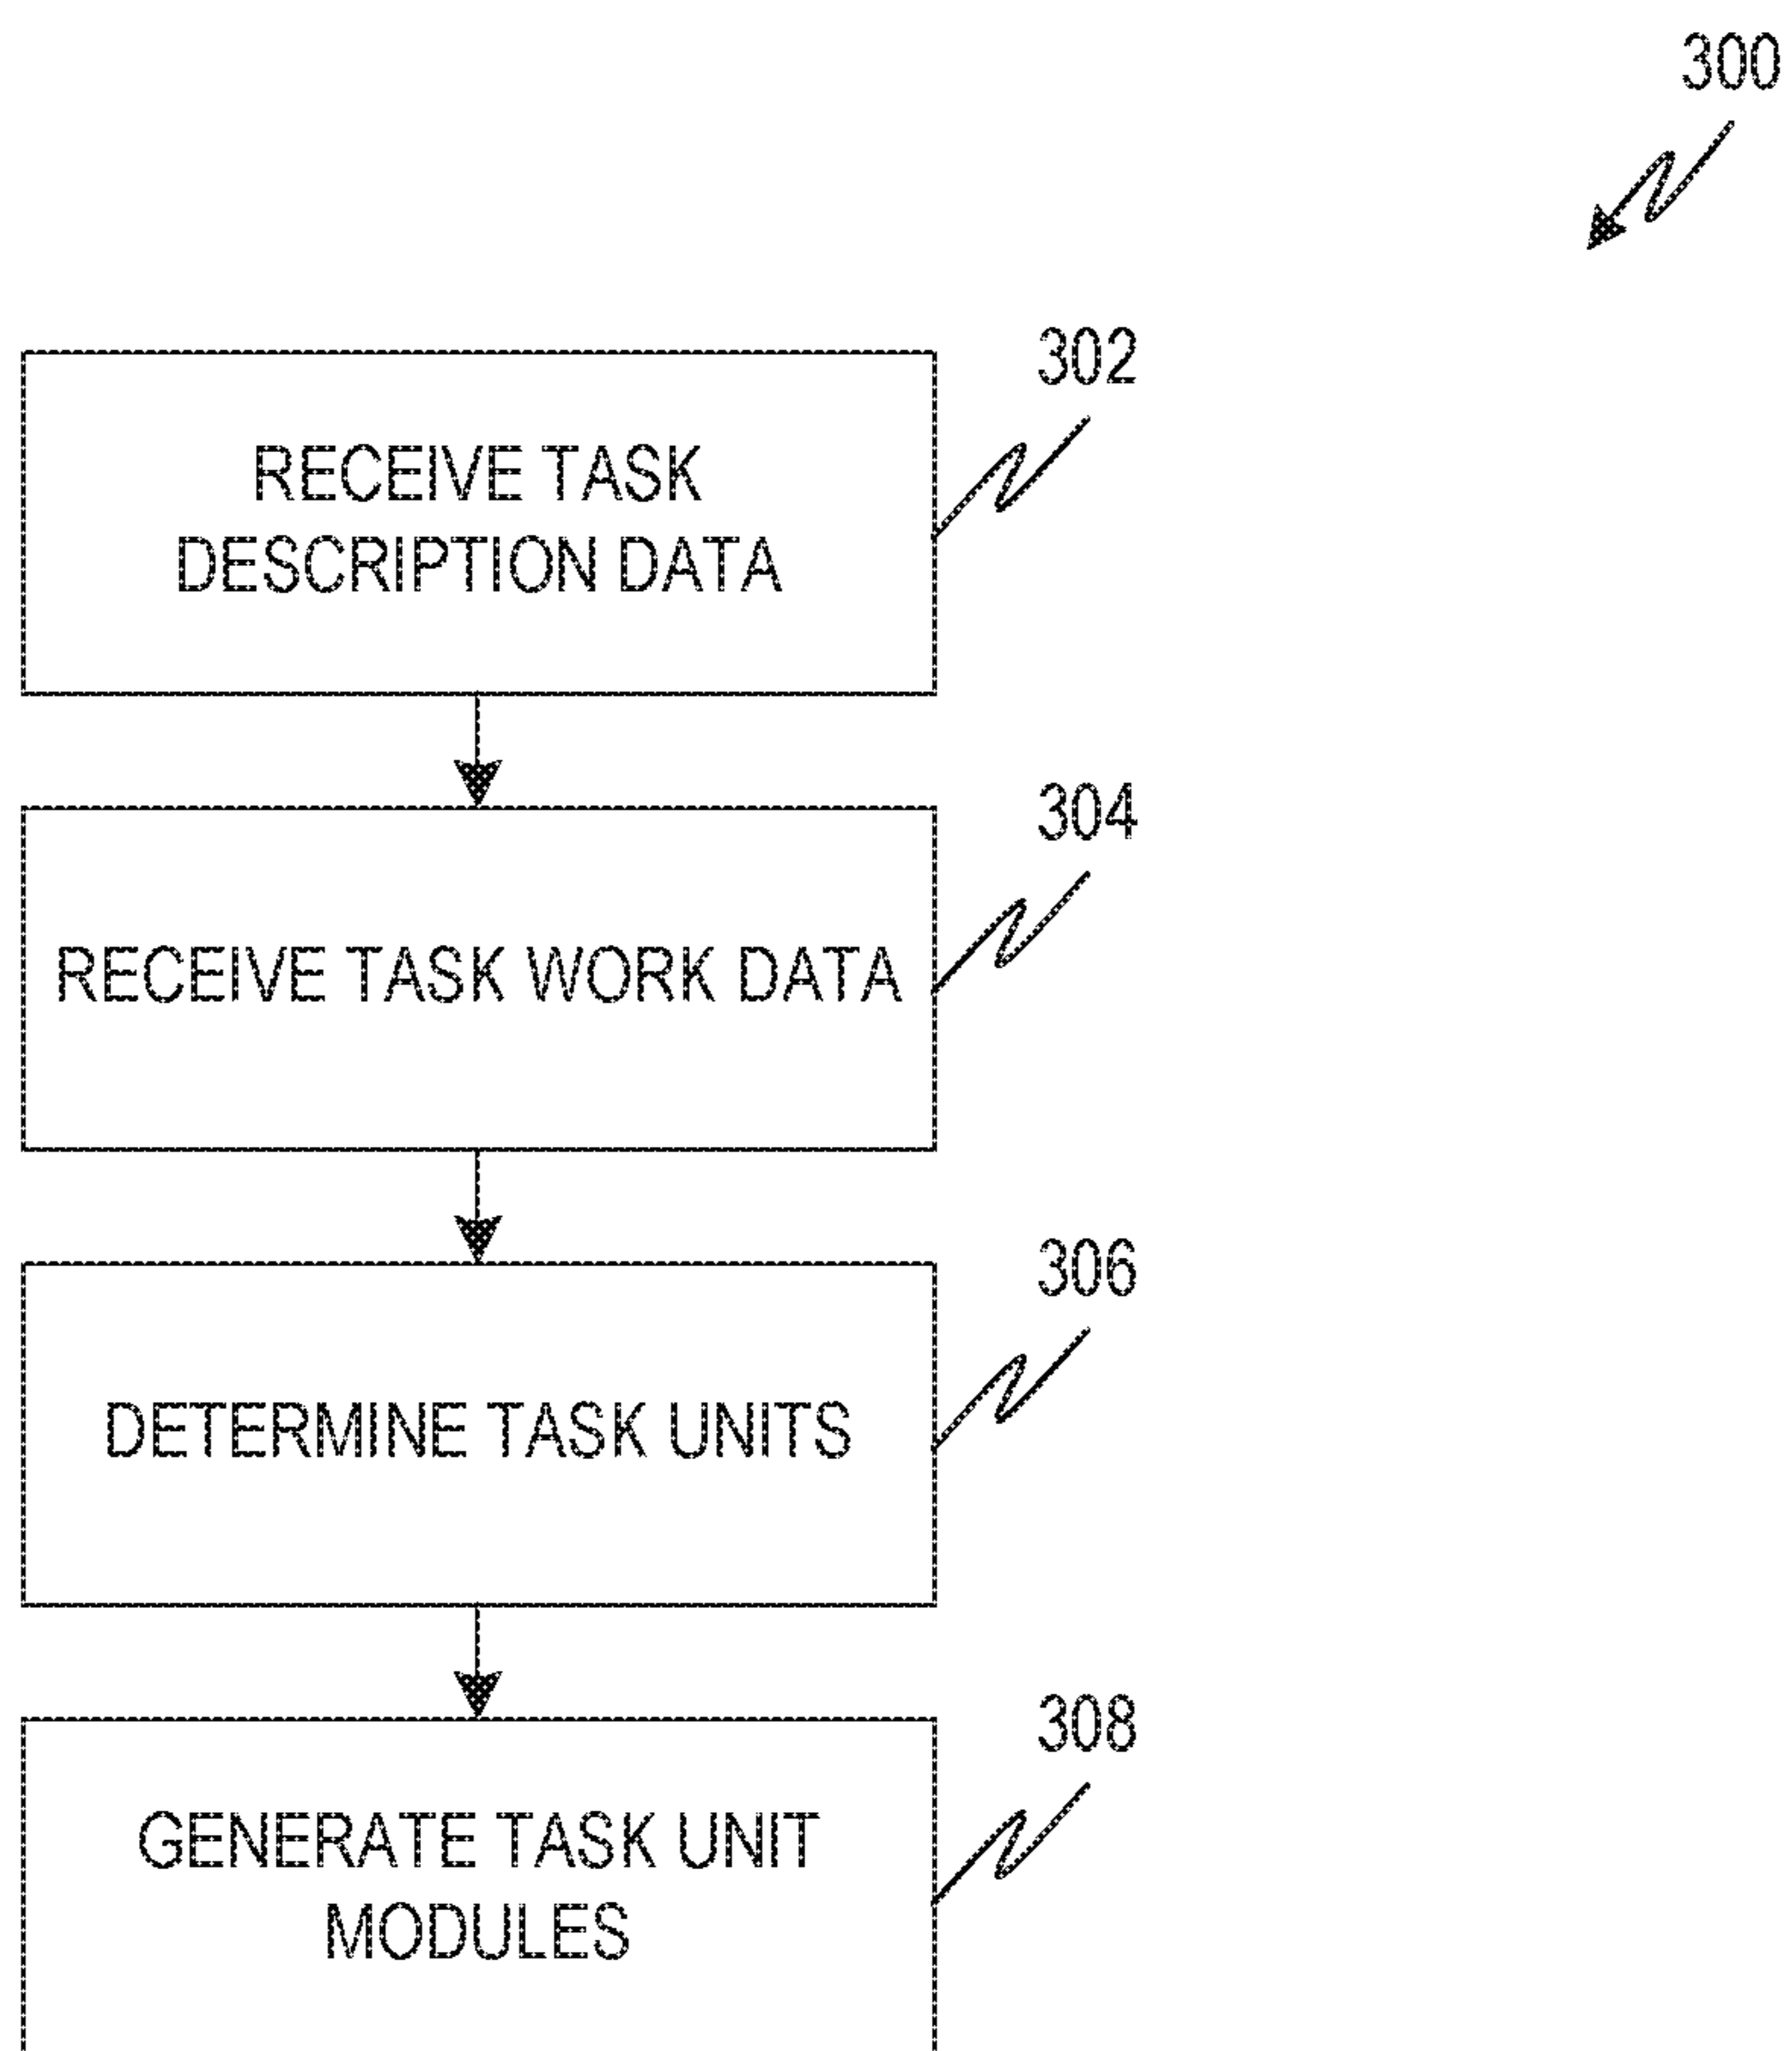 300
302
RECEIVE TASK
DESCRIPTION DATA
304
RECEIVE TASK WORK DATA
306
DETERMINE TASK UNITS
308
GENERATE TASK UNIT
MODULES